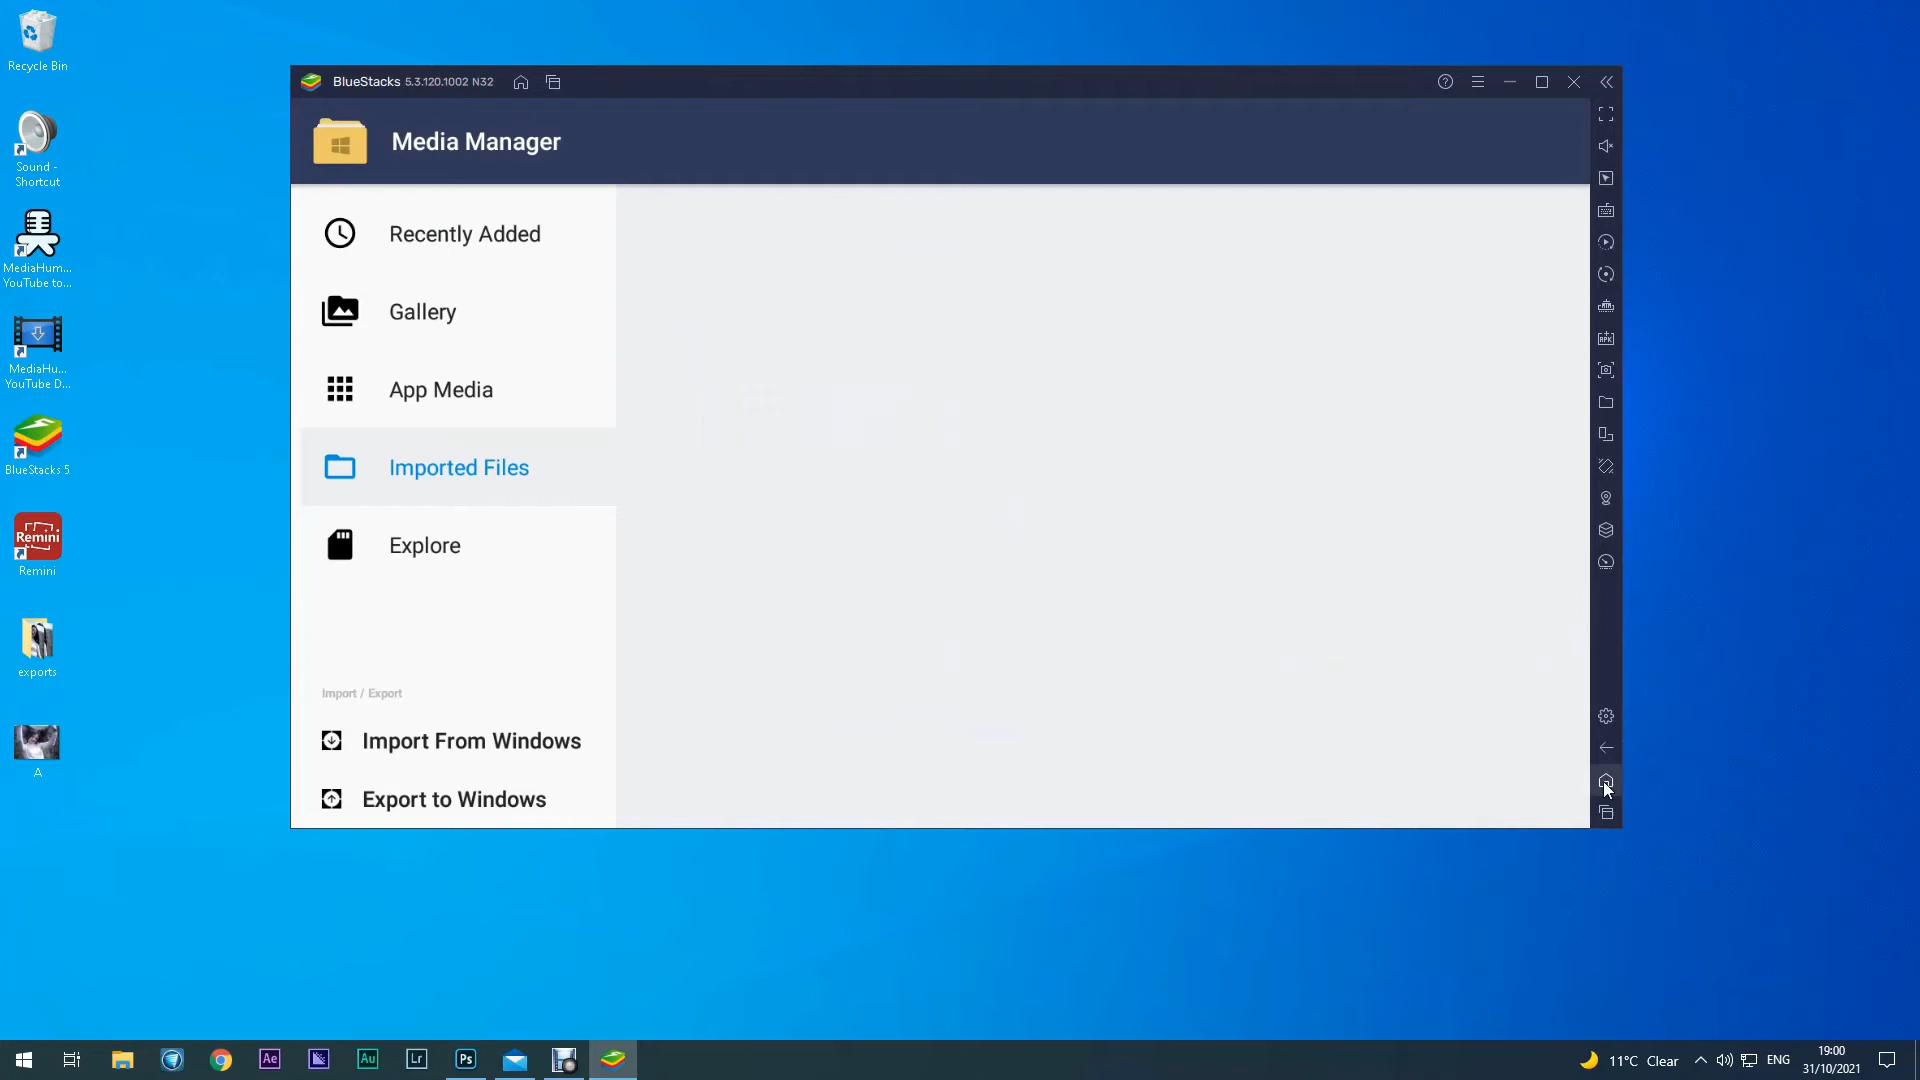 Recycle Bin
Sound -
Shortcut
MediaHum...
YouTube to...
MediaHu...
YouTube D...
BlueStacks 5
Remini
Remini
exports
A
BlueStacks 5.3.120.1002 N32
Media Manager
Recently Added
Gallery
App Media
Imported Files
Explore
Import / Export
Import From Windows
Export to Windows
APK
Ae
Au
Lr
Ps
11°C Clear
ENG
19:00
31/10/2021